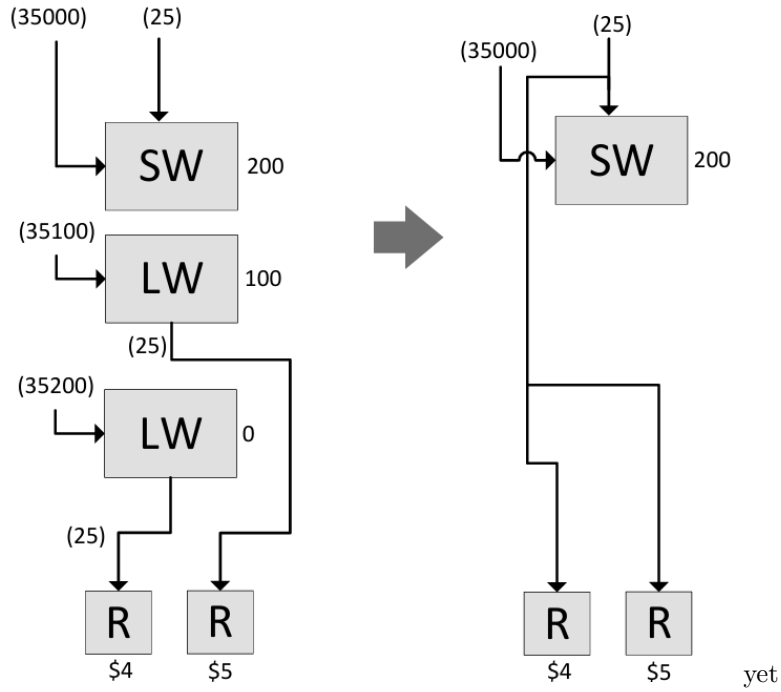 (35000) (25)
SW 200
(35100)
LW 100
(25)
(35200)
LW 0
(25)
R R
$4 $5
(25)
(35000)
SW 200
R R
$4 $5
yet